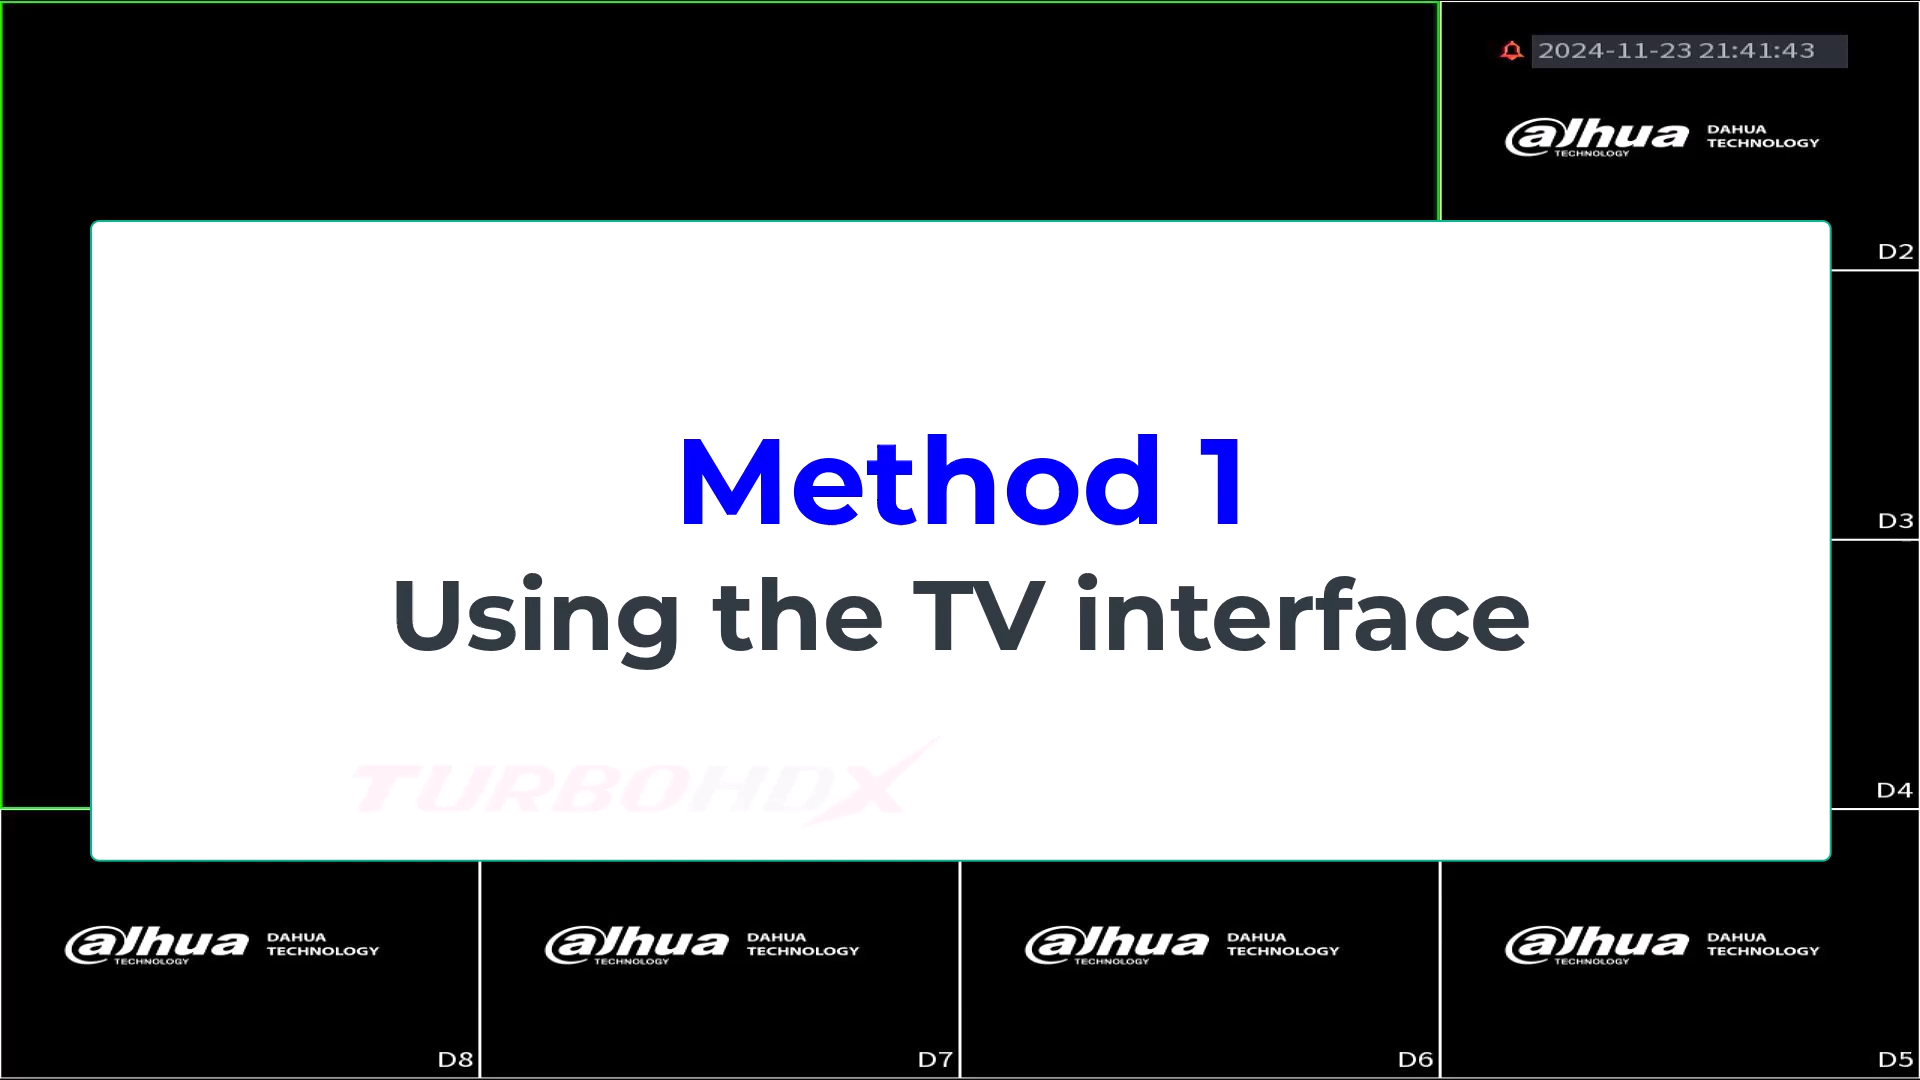 2024-11-23 21:41:43
alhua DAHUA
TECHNOLOGY TECHNOLOGY
D2
Method 1
D3
Using the TV interface
TURBOHDX
D4
alhua DAHUA
TECHNOLOGY TECHNOLOGY
D8
alhua DAHUA
TECHNOLOGY TECHNOLOGY
D7
alhua DAHUA
TECHNOLOGY TECHNOLOGY
D6
alhua DAHUA
TECHNOLOGY TECHNOLOGY
D5